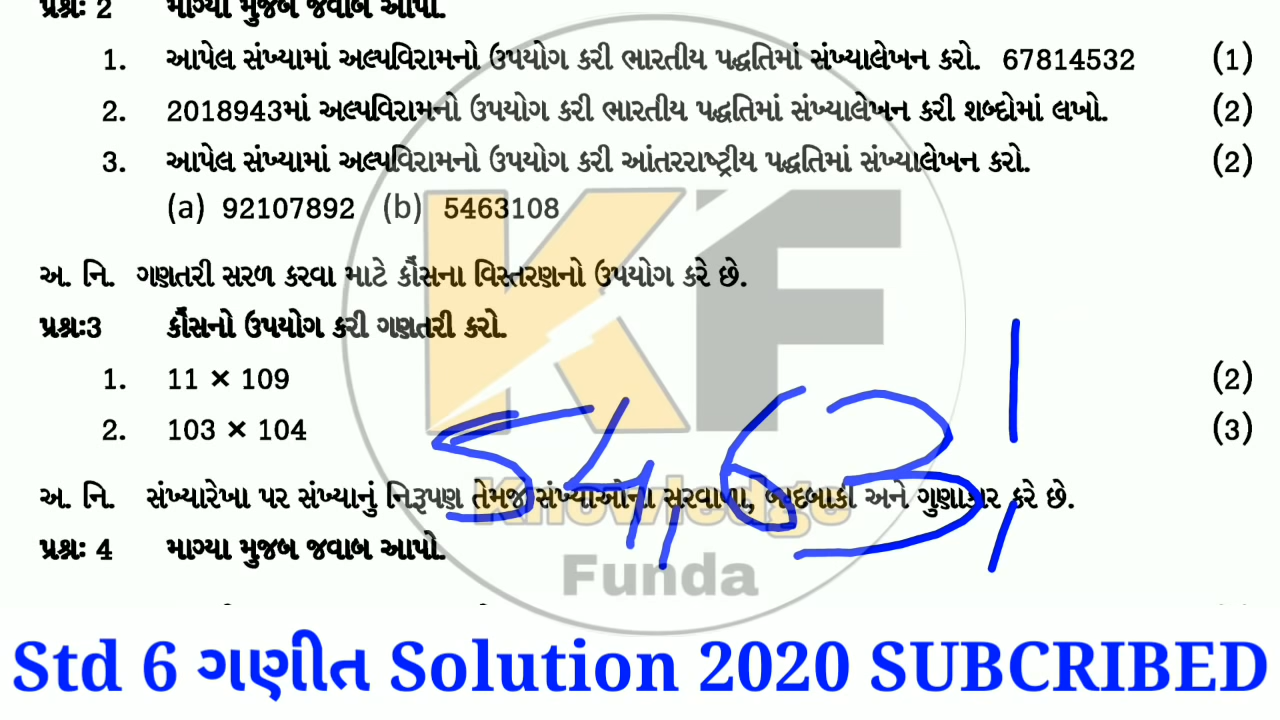 પ્રશ્ન: 2 માગ્યા મુજબ જવાબ આપો.
1. આપેલ સંખ્યામાં અલ્પવિરામનો ઉપયોગ કરી ભારતીય પદ્ધતિમાં સંખ્યાલેખન કરો. 67814532 (1)
2. 2018943માં અલ્પવિરામનો ઉપયોગ કરી ભારતીય પદ્ધતિમાં સંખ્યાલેખન કરી શબ્દોમાં લખો. (2)
3. આપેલ સંખ્યામાં અલ્પવિરામનો ઉપયોગ કરી આંતરરાષ્ટ્રીય પદ્ધતિમાં સંખ્યાલેખન કરો. (2)
(a) 92107892 (b) 5463108
અ. નિ. ગણતરી સરળ કરવા માટે કૌંસના વિસ્તરણનો ઉપયોગ કરે છે.
પ્રશ્ન:3 કૌંસનો ઉપયોગ કરી ગણતરી કરો.
1. 11 × 109 (2)
2. 103 × 104 (3)
54,63,1
અ. નિ. સંખ્યારેખા પર સંખ્યાનું નિરૂપણ તેમજ સંખ્યાઓના સરવાળા, બાદબાકી અને ગુણાકાર કરે છે.
પ્રશ્ન: 4 માગ્યા મુજબ જવાબ આપો.
KF
Knowledge
Funda
Std 6 ગણીત Solution 2020 SUBCRIBED